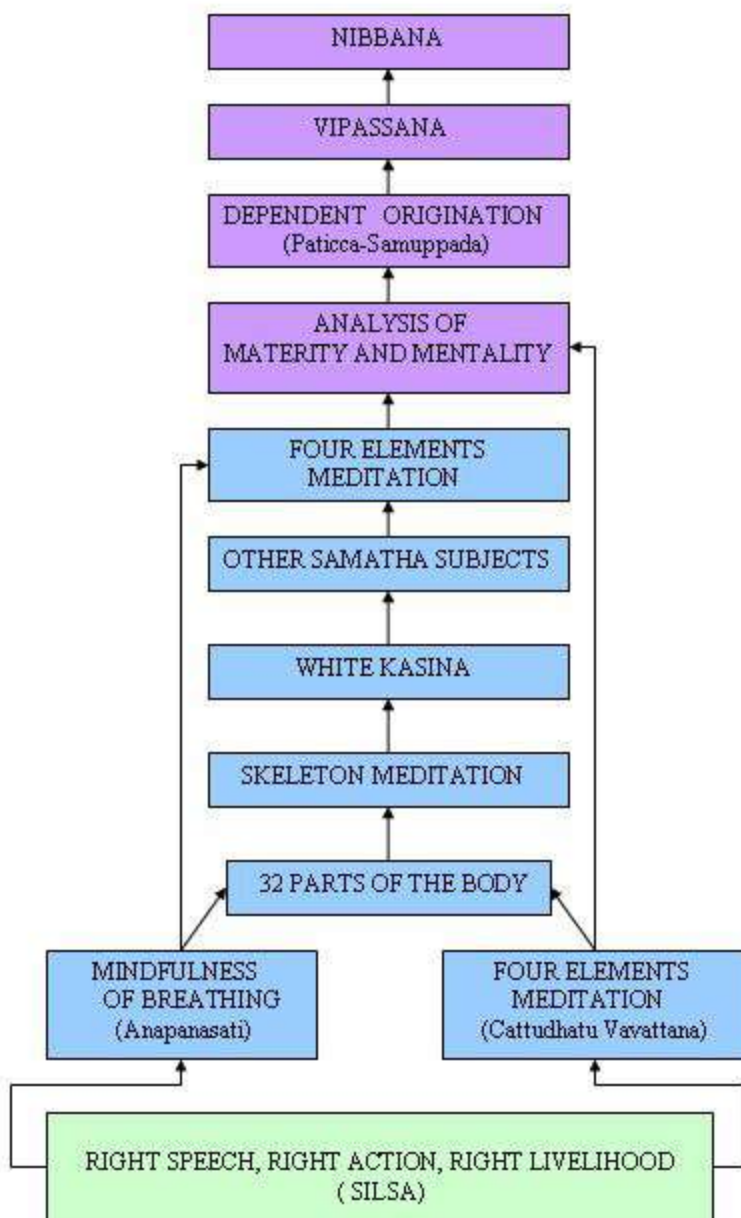 NIBBANA
VIPASSANA
DEPENDENT ORIGINATION
(Paticca-Samuppada)
ANALYSIS OF
MATERITY AND MENTALITY
FOUR ELEMENTS
MEDITATION
OTHER SAMATHA SUBJECTS
WHITE KASINA
SKELETON MEDITATION
32 PARTS OF THE BODY
MINDFULNESS
OF BREATHING
(Anapanasati)
FOUR ELEMENTS
MEDITATION
(Cattudhatu Vavattana)
RIGHT SPEECH, RIGHT ACTION, RIGHT LIVELIHOOD
( SILSA)